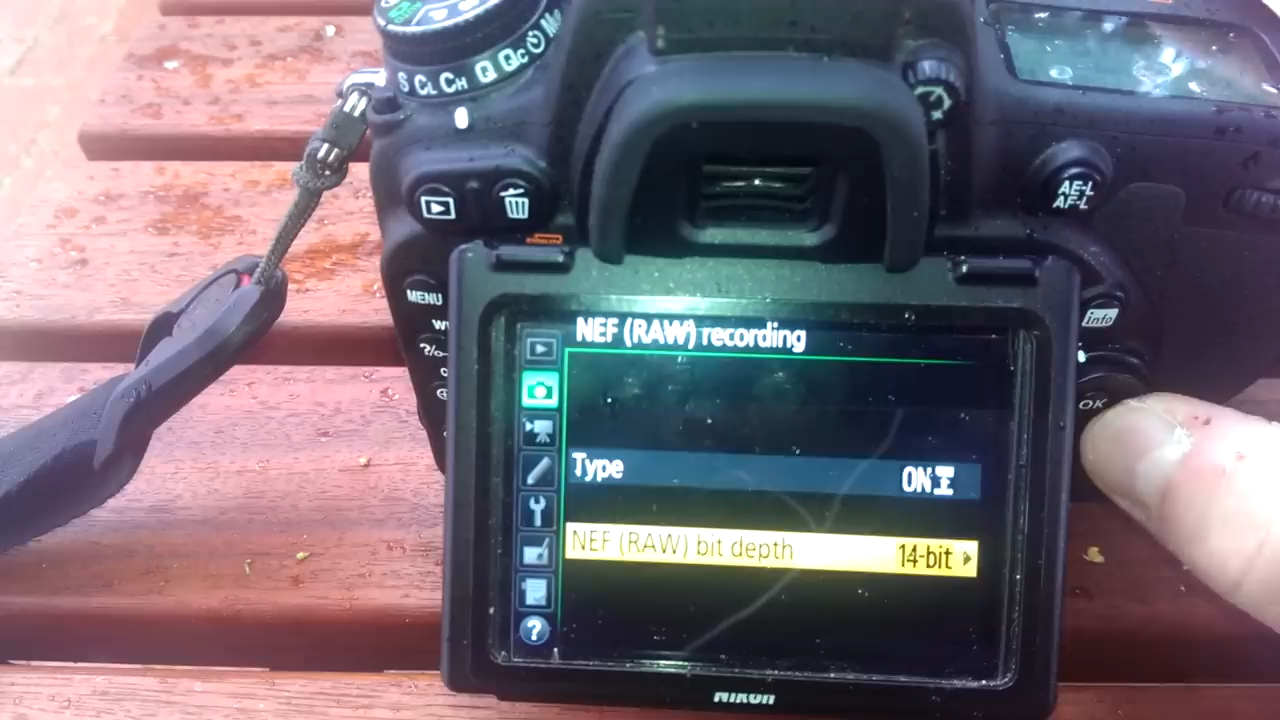 S CL CH Q QC
AE-L
AF-L
MENU
info
OK
NEF (RAW) recording
Type ON
NEF (RAW) bit depth 14-bit
?
Nikon